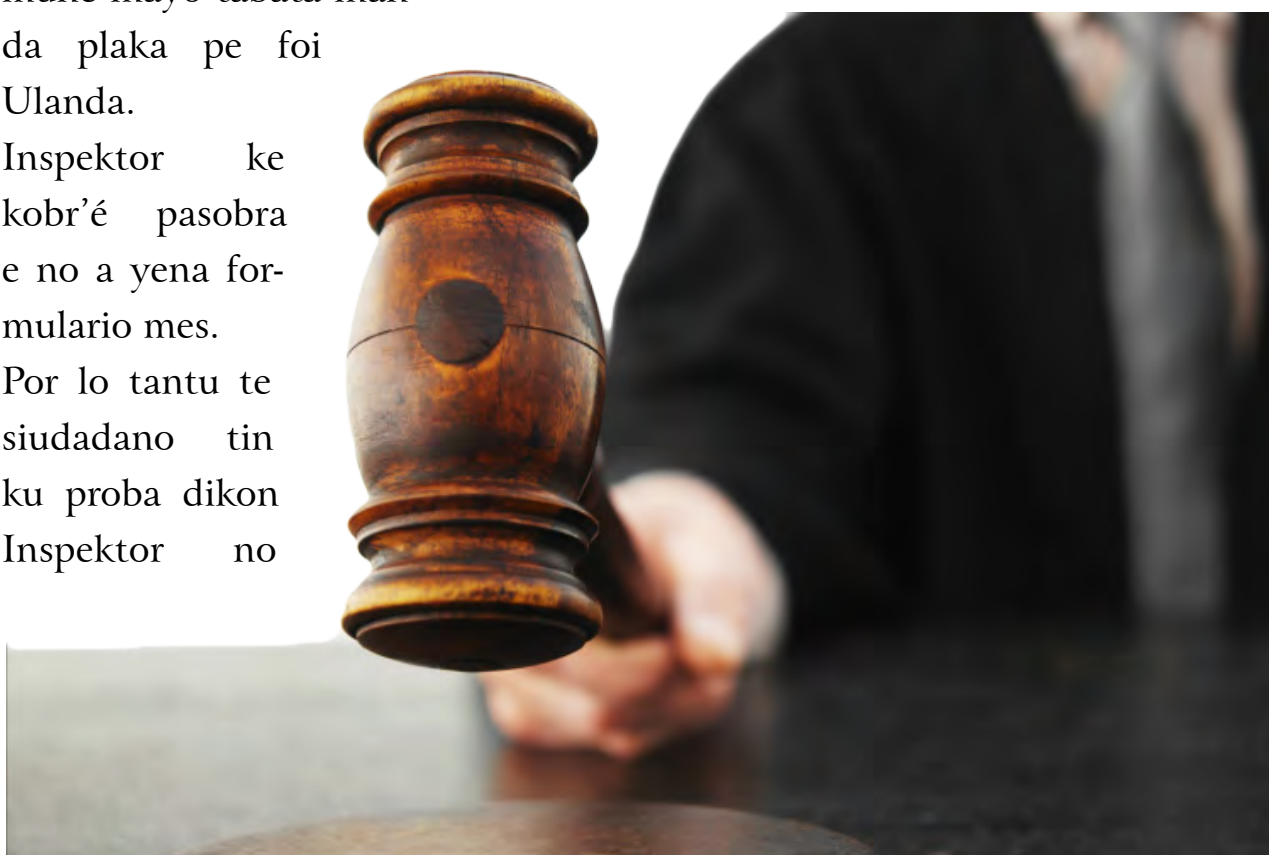 da plaka pe foi
Ulanda.
Inspektor ke
kobr'é pasobra
e no a yena for-
mulario mes.
Por lo tantu te
siudadano tin
ku proba dikon
Inspektor no